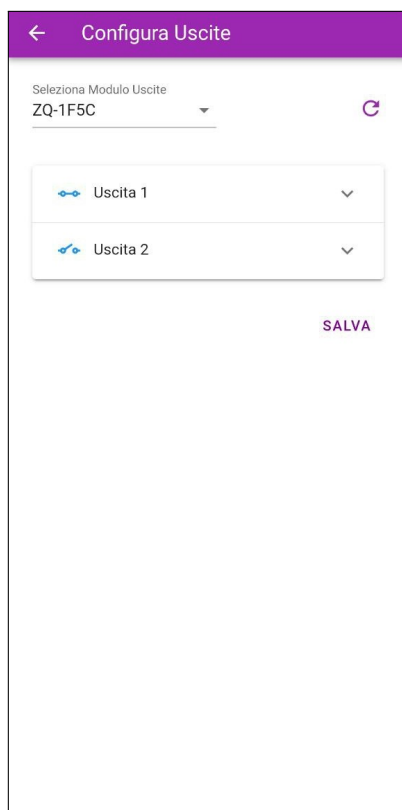 Configura Uscite
Seleziona Modulo Uscite
ZQ-1F5C
Uscita 1
Uscita 2
SALVA